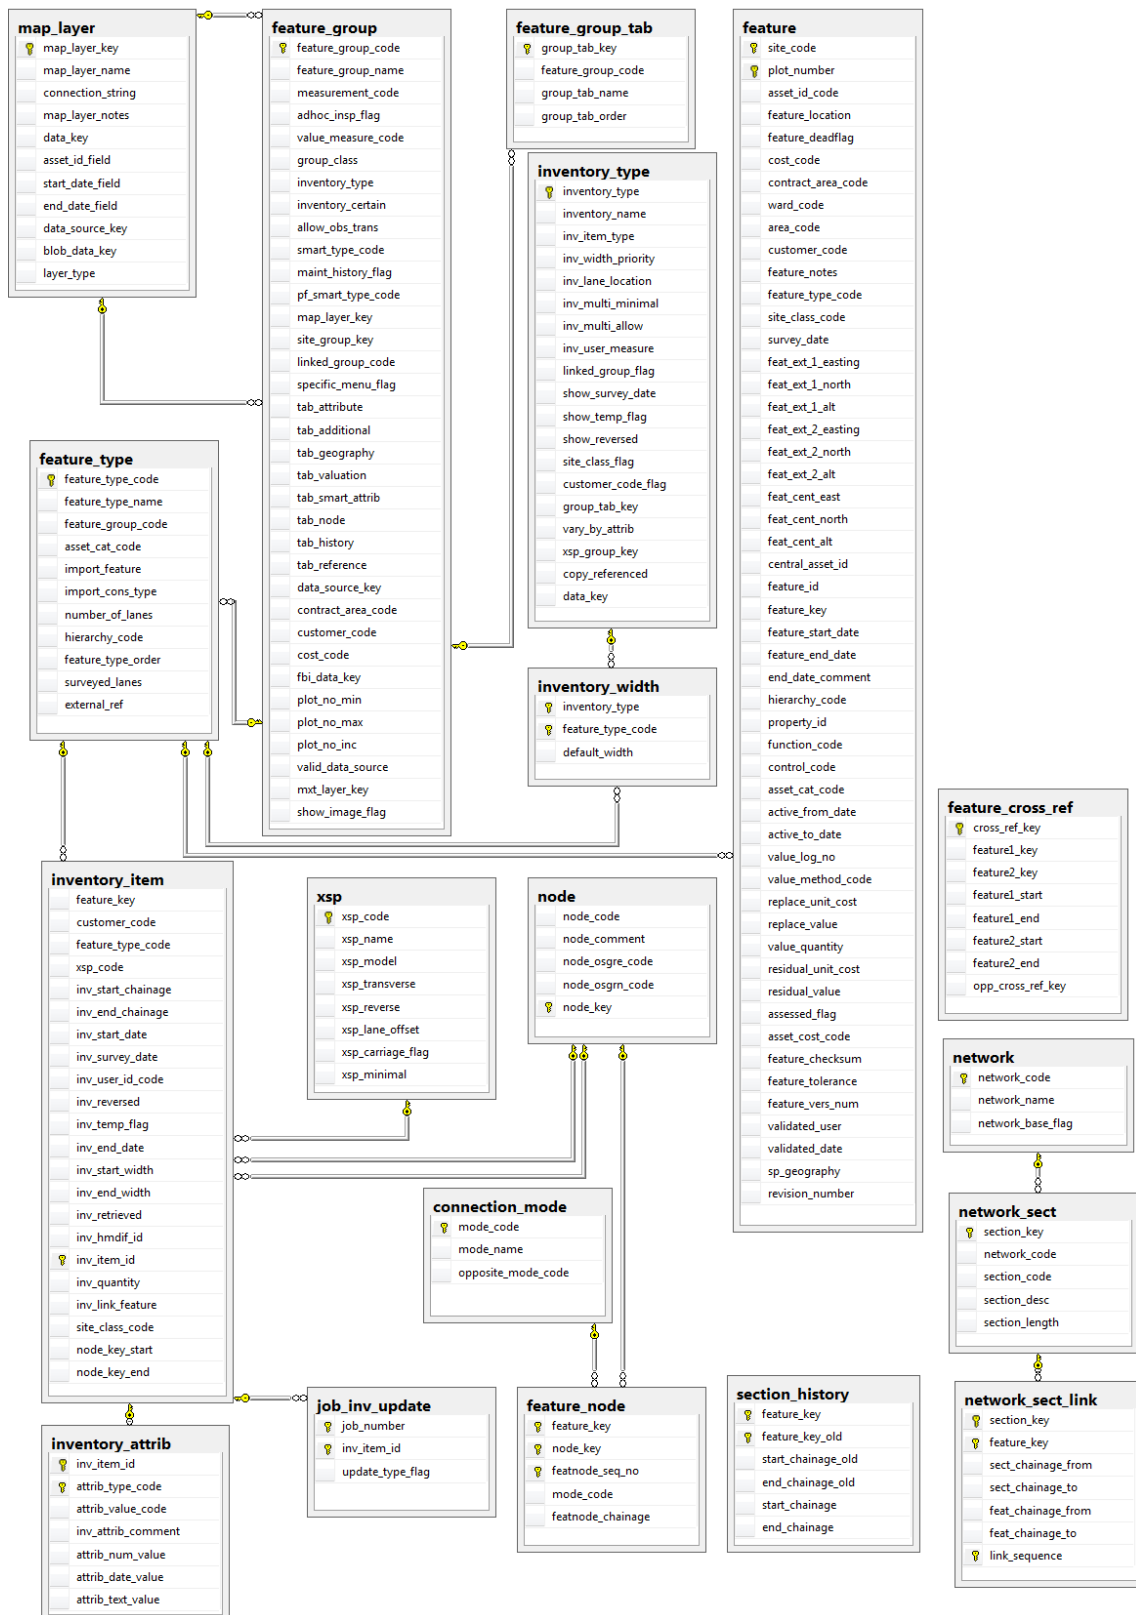 map_layer
map_layer_key
map_layer_name
connection_string
map_layer_notes
data_key
asset_id_field
start_date_field
end_date_field
data_source_key
blob_data_key
layer_type
feature_group
feature_group_code
feature_group_name
measurement_code
adhoc_insp_flag
value_measure_code
group_class
inventory_type
inventory_certain
allow_obs_trans
smart_type_code
maint_history_flag
pf_smart_type_code
map_layer_key
site_group_key
linked_group_code
specific_menu_flag
tab_attribute
tab_additional
tab_geography
tab_valuation
tab_smart_attrib
tab_node
tab_history
tab_reference
data_source_key
contract_area_code
customer_code
cost_code
fbi_data_key
plot_no_min
plot_no_max
plot_no_inc
valid_data_source
mxt_layer_key
show_image_flag
feature_group_tab
group_tab_key
feature_group_code
group_tab_name
group_tab_order
inventory_type
inventory_type
inventory_name
inv_item_type
inv_width_priority
inv_lane_location
inv_multi_minimal
inv_multi_allow
inv_user_measure
linked_group_flag
show_survey_date
show_temp_flag
show_reversed
site_class_flag
customer_code_flag
group_tab_key
vary_by_attrib
xsp_group_key
copy_referenced
data_key
feature
site_code
plot_number
asset_id_code
feature_location
feature_deadflag
cost_code
contract_area_code
ward_code
area_code
customer_code
feature_notes
feature_type_code
site_class_code
survey_date
feat_ext_1_easting
feat_ext_1_north
feat_ext_1_alt
feat_ext_2_easting
feat_ext_2_north
feat_ext_2_alt
feat_cent_east
feat_cent_north
feat_cent_alt
central_asset_id
feature_id
feature_key
feature_start_date
feature_end_date
end_date_comment
hierarchy_code
property_id
function_code
control_code
asset_cat_code
active_from_date
active_to_date
value_log_no
value_method_code
replace_unit_cost
replace_value
value_quantity
residual_unit_cost
residual_value
assessed_flag
asset_cost_code
feature_checksum
feature_tolerance
feature_vers_num
validated_user
validated_date
sp_geography
revision_number
feature_type
feature_type_code
feature_type_name
feature_group_code
asset_cat_code
import_feature
import_cons_type
number_of_lanes
hierarchy_code
feature_type_order
surveyed_lanes
external_ref
inventory_width
inventory_type
feature_type_code
default_width
feature_cross_ref
cross_ref_key
feature1_key
feature2_key
feature1_start
feature1_end
feature2_start
feature2_end
opp_cross_ref_key
inventory_item
feature_key
customer_code
feature_type_code
xsp_code
inv_start_chainage
inv_end_chainage
inv_start_date
inv_survey_date
inv_user_id_code
inv_reversed
inv_temp_flag
inv_end_date
inv_start_width
inv_end_width
inv_retrieved
inv_hmdif_id
inv_item_id
inv_quantity
inv_link_feature
site_class_code
node_key_start
node_key_end
xsp
xsp_code
xsp_name
xsp_model
xsp_transverse
xsp_reverse
xsp_lane_offset
xsp_carriage_flag
xsp_minimal
node
node_code
node_comment
node_osgre_code
node_osgrn_code
node_key
network
network_code
network_name
network_base_flag
connection_mode
mode_code
mode_name
opposite_mode_code
network_sect
section_key
network_code
section_code
section_desc
section_length
job_inv_update
job_number
inv_item_id
update_type_flag
feature_node
feature_key
node_key
featnode_seq_no
mode_code
featnode_chainage
section_history
feature_key
feature_key_old
start_chainage_old
end_chainage_old
start_chainage
end_chainage
network_sect_link
section_key
feature_key
sect_chainage_from
sect_chainage_to
feat_chainage_from
feat_chainage_to
link_sequence
inventory_attrib
inv_item_id
attrib_type_code
attrib_value_code
inv_attrib_comment
attrib_num_value
attrib_date_value
attrib_text_value